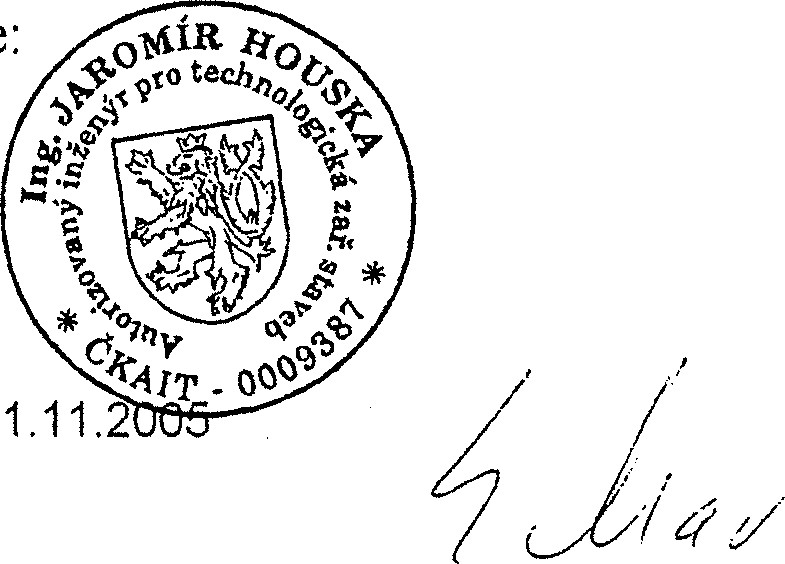 e:
Ing. JAROMÍR HOUSKA
Autorizovaný inženýr pro technologická zař. staveb
* ČKAIT - 0009387 *
1.11.2005